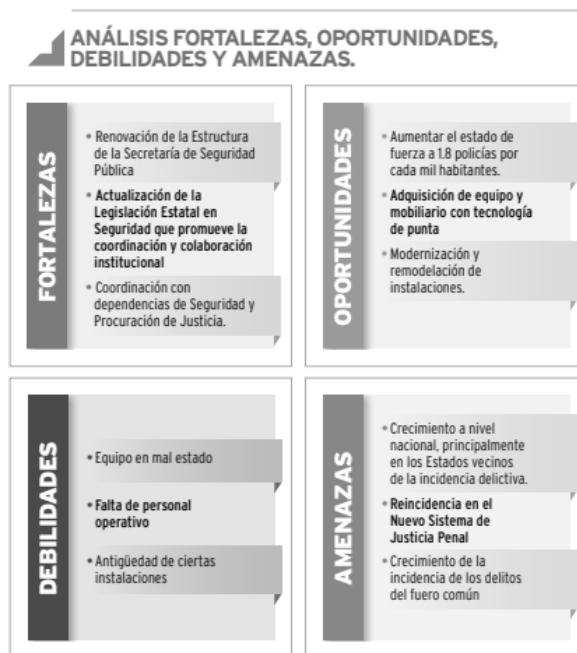 ANÁLISIS FORTALEZAS, OPORTUNIDADES,
DEBILIDADES Y AMENAZAS.
FORTALEZAS
• Renovación de la Estructura
de la Secretaría de Seguridad
Pública
• Actualización de la
Legislación Estatal en
Seguridad que promueve la
coordinación y colaboración
institucional
• Coordinación con
dependencias de Seguridad y
Procuración de Justicia.
OPORTUNIDADES
• Aumentar el estado de
fuerza a 1.8 policías por
cada mil habitantes.
• Adquisición de equipo y
mobiliario con tecnología
de punta
• Modernización y
remodelación de
instalaciones.
DEBILIDADES
• Equipo en mal estado
• Falta de personal
operativo
• Antigüedad de ciertas
instalaciones
AMENAZAS
• Crecimiento a nivel
nacional, principalmente
en los Estados vecinos
de la incidencia delictiva.
• Reincidencia en el
Nuevo Sistema de
Justicia Penal
• Crecimiento de la
incidencia de los delitos
del fuero común